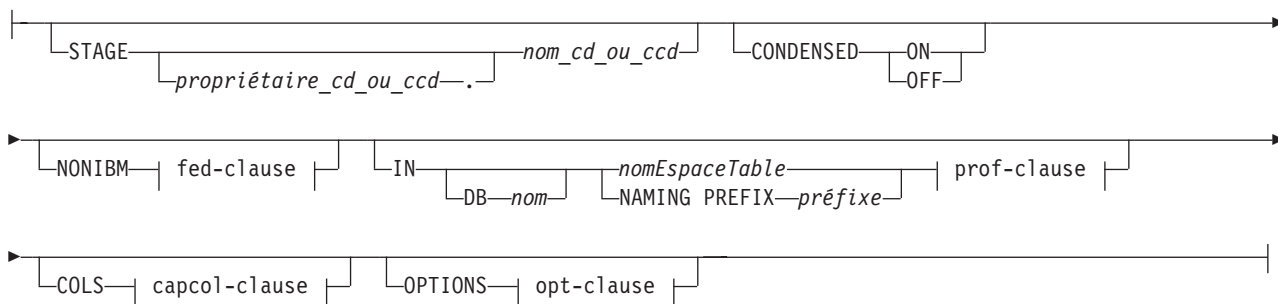 STAGE propriétaire_cd_ou_ccd . nom_cd_ou_ccd CONDENSED ON
OFF
NONIBM fed-clause IN DB nom nomEspaceTable prof-clause
NAMING PREFIX préfixe
COLS capcol-clause OPTIONS opt-clause